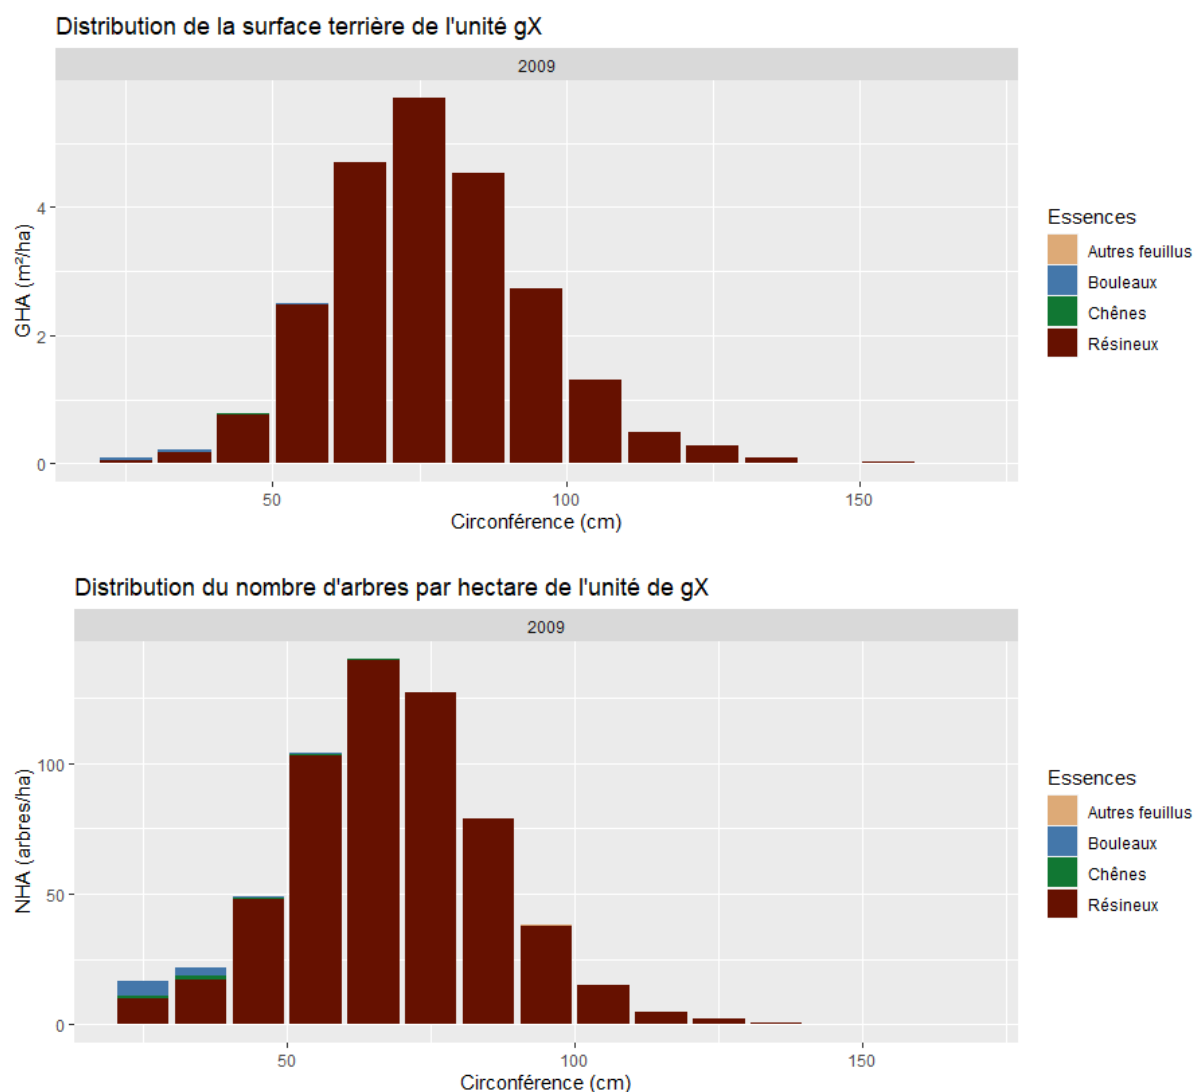 Distribution de la surface terrière de l'unité gX
2009
4
2
0
GHA (m²/ha)
50
100
150
Circonférence (cm)
Essences
Autres feuillus
Bouleaux
Chênes
Résineux
Distribution du nombre d'arbres par hectare de l'unité de gX
2009
100
50
0
NHA (arbres/ha)
50
100
150
Circonférence (cm)
Essences
Autres feuillus
Bouleaux
Chênes
Résineux